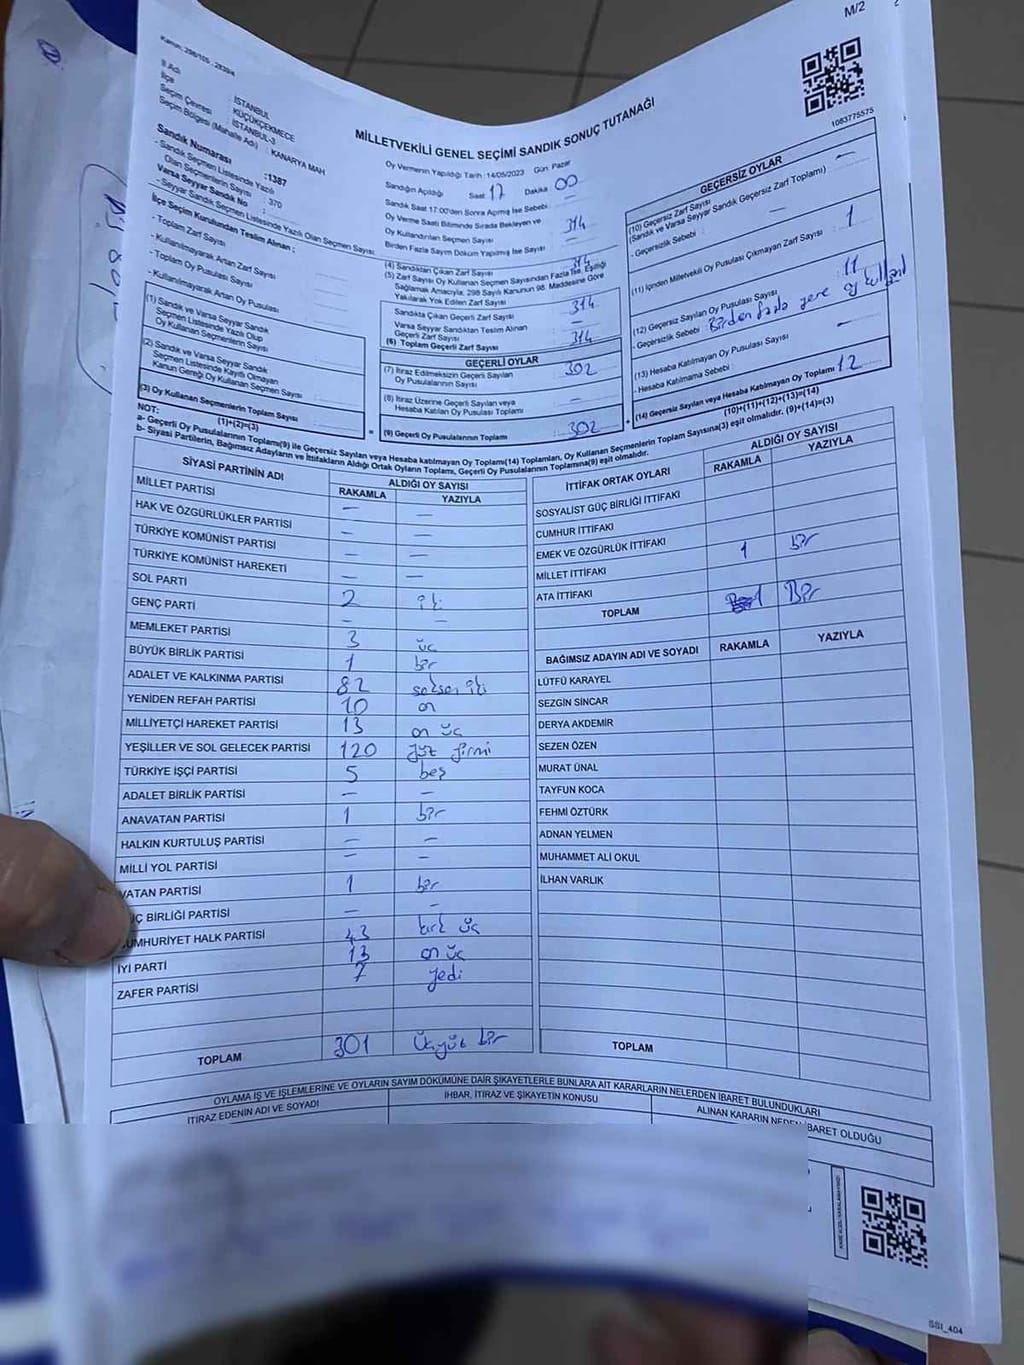 M/2
Kanun: 298/105 - 2839/4
İl Adı : İSTANBUL
İlçe : KÜÇÜKÇEKMECE
Seçim Çevresi : İSTANBUL-3
Seçim Bölgesi (Mahalle Adı) : KANARYA MAH
MİLLETVEKİLİ GENEL SEÇİMİ SANDIK SONUÇ TUTANAĞI
1083775575
Sandık Numarası :1387
- Sandık Seçmen Listesinde Yazılı
Olan Seçmenlerin Sayısı : 370
Varsa Seyyar Sandık No :
- Seyyar Sandık Seçmen Listesinde Yazılı Olan Seçmen Sayısı:
İlçe Seçim Kurulundan Teslim Alınan :
- Toplam Zarf Sayısı
- Kullanılmayarak Artan Zarf Sayısı
- Toplam Oy Pusulası Sayısı
- Kullanılmayarak Artan Oy Pusulası
(1) Sandık ve Varsa Seyyar Sandık
Seçmen Listesinde Yazılı Olup
Oy Kullanan Seçmenlerin Sayısı
(2) Sandık ve Varsa Seyyar Sandık
Seçmen Listesinde Kayıtlı Olmayan
Kanun Gereği Oy Kullanan Seçmen Sayısı
(3) Oy Kullanan Seçmenlerin Toplam Sayısı
(1)+(2)=(3)
Oy Vermenin Yapıldığı Tarih :14/05/2023 Gün: Pazar
Sandığın Açıldığı Saat 17 Dakika 00
Sandık Saat 17.00'den Sonra Açımış İse Sebebi: —
Oy Verme Saati Bitiminde Sırada Bekleyen ve
Oy Kullandırılan Seçmen Sayısı 314
Birden Fazla Sayım Döküm Yapılmış İse Sayısı : —
(4) Sandıktan Çıkan Zarf Sayısı 314
(5) Zarf Sayısı Oy Kullanan Seçmen Sayısından Fazla İse, Eşitliği
Sağlamak Amacıyla, 298 Sayılı Kanunun 98. Maddesine Göre
Yakılarak Yok Edilen Zarf Sayısı
Sandıkta Çıkan Geçerli Zarf Sayısı : 314
Varsa Seyyar Sandıktan Teslim Alınan
Geçerli Zarf Sayısı : —
(6) Toplam Geçerli Zarf Sayısı : 314
GEÇERLİ OYLAR
(7) İtiraz Edilmeksizin Geçerli Sayılan
Oy Pusulalarının Sayısı : 302
(8) İtiraz Üzerine Geçerli Sayılan veya
Hesaba Katılan Oy Pusulası Toplamı : —
(9) Geçerli Oy Pusulalarının Toplamı : 302
GEÇERSİZ OYLAR
(10) Geçersiz Zarf Sayısı —
(Sandık ve Varsa Seyyar Sandık Geçersiz Zarf Toplamı)
- Geçersizlik Sebebi : —
(11) İçinden Milletvekili Oy Pusulası Çıkmayan Zarf Sayısı : 1
(12) Geçersiz Sayılan Oy Pusulası Sayısı : 11
- Geçersizlik Sebebi : Birden fazla yere oy
(13) Hesaba Katılmayan Oy Pusulası Sayısı : —
- Hesaba Katılmama Sebebi :
(14) Geçersiz Sayılan veya Hesaba Katılmayan Oy Toplamı : 12
(10)+(11)+(12)+(13)=(14)
NOT:
a- Geçerli Oy Pusulalarının Toplamı(9) ile Geçersiz Sayılan veya Hesaba katılmayan Oy Toplamı(14) Toplamları, Oy Kullanan Seçmenlerin Toplam Sayısına(3) eşit olmalıdır. (9)+(14)=(3)
b- Siyasi Partilerin, Bağımsız Adayların ve İttifakların Aldığı Ortak Oyların Toplamı, Geçerli Oy Pusulalarının Toplamına(9) eşit olmalıdır.
SİYASİ PARTİNİN ADI ALDIĞI OY SAYISI
RAKAMLA YAZIYLA
MİLLET PARTİSİ — —
HAK VE ÖZGÜRLÜKLER PARTİSİ — —
TÜRKİYE KOMÜNİST PARTİSİ — —
TÜRKİYE KOMÜNİST HAREKETİ — —
SOL PARTİ 2 iki
GENÇ PARTİ — —
MEMLEKET PARTİSİ 3 üç
BÜYÜK BİRLİK PARTİSİ 1 bir
ADALET VE KALKINMA PARTİSİ 82 seksen iki
YENİDEN REFAH PARTİSİ 10 on
MİLLİYETÇİ HAREKET PARTİSİ 13 on üç
YEŞİLLER VE SOL GELECEK PARTİSİ 120 yüz yirmi
TÜRKİYE İŞÇİ PARTİSİ 5 beş
ADALET BİRLİK PARTİSİ — —
ANAVATAN PARTİSİ 1 bir
HALKIN KURTULUŞ PARTİSİ — —
MİLLİ YOL PARTİSİ — —
VATAN PARTİSİ 1 bir
ÜÇ BİRLİĞİ PARTİSİ — —
CUMHURİYET HALK PARTİSİ 43 kırk üç
İYİ PARTİ 13 on üç
ZAFER PARTİSİ 7 yedi
TOPLAM 301 üçyüz bir
İTTİFAK ORTAK OYLARI ALDIĞI OY SAYISI
RAKAMLA YAZIYLA
SOSYALİST GÜÇ BİRLİĞİ İTTİFAKI
CUMHUR İTTİFAKI
EMEK VE ÖZGÜRLÜK İTTİFAKI 1 bir
MİLLET İTTİFAKI
ATA İTTİFAKI
TOPLAM 1 Bir
BAĞIMSIZ ADAYIN ADI VE SOYADI RAKAMLA YAZIYLA
LÜTFÜ KARAYEL
SEZGİN SİNCAR
DERYA AKDEMİR
SEZEN ÖZEN
MURAT ÜNAL
TAYFUN KOCA
FEHMİ ÖZTÜRK
ADNAN YELMEN
MUHAMMET ALİ OKUL
İLHAN VARLIK
TOPLAM
OYLAMA İŞ VE İŞLEMLERİNE VE OYLARIN SAYIM DÖKÜMÜNE DAİR ŞİKAYETLERLE BUNLARA AİT KARARLARIN NELERDEN İBARET BULUNDUKLARI
İTİRAZ EDENİN ADI VE SOYADI
İHBAR, İTİRAZ VE ŞİKAYETİN KONUSU
ALINAN KARARIN NEDEN İBARET OLDUĞU
SSI_404